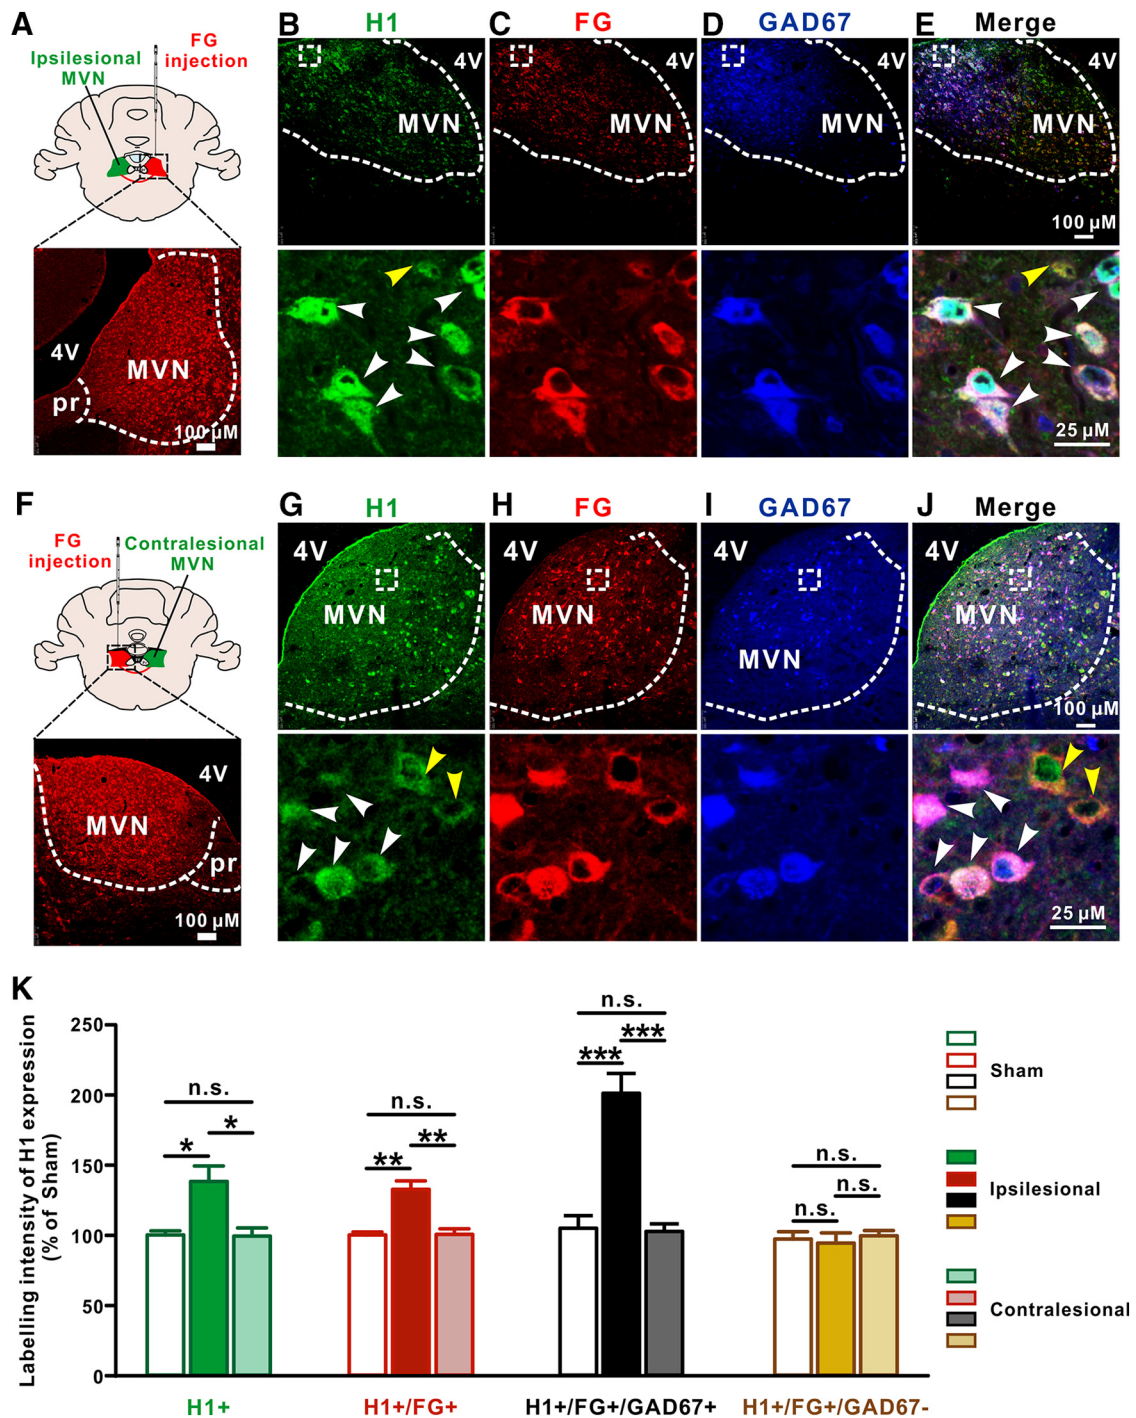 A
FG
injection
Ipsilesional
MVN
4V
MVN
pr
100 µM
B
H1
4V
MVN
C
FG
4V
MVN
D
GAD67
4V
MVN
E
Merge
4V
MVN
100 µM
25 µM
F
FG
injection
Contralesional
MVN
4V
MVN
pr
100 µM
G
H1
4V
MVN
H
FG
4V
MVN
I
GAD67
4V
MVN
J
Merge
4V
MVN
100 µM
25 µM
K
Labelling intensity of H1 expression
(% of Sham)
250
200
150
100
50
0
n.s.
*
*
n.s.
**
**
n.s.
***
***
n.s.
n.s.
n.s.
H1+
H1+/FG+
H1+/FG+/GAD67+
H1+/FG+/GAD67-
Sham
Ipsilesional
Contralesional